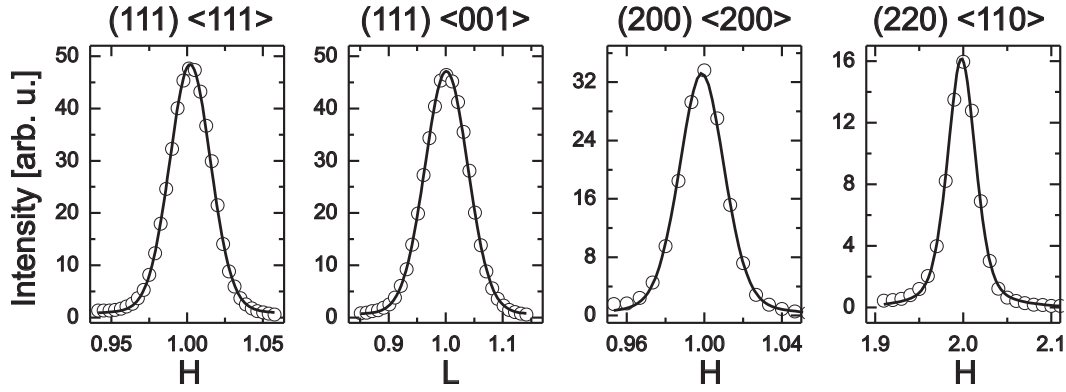 (111) <111> (111) <001> (200) <200> (220) <110>
Intensity [arb. u.]
50 40 30 20 10 0
50 40 30 20 10 0
32 24 16 8 0
16 12 8 4 0
0.95 1.00 1.05 0.9 1.0 1.1 0.96 1.00 1.04 1.9 2.0 2.1
H L H H